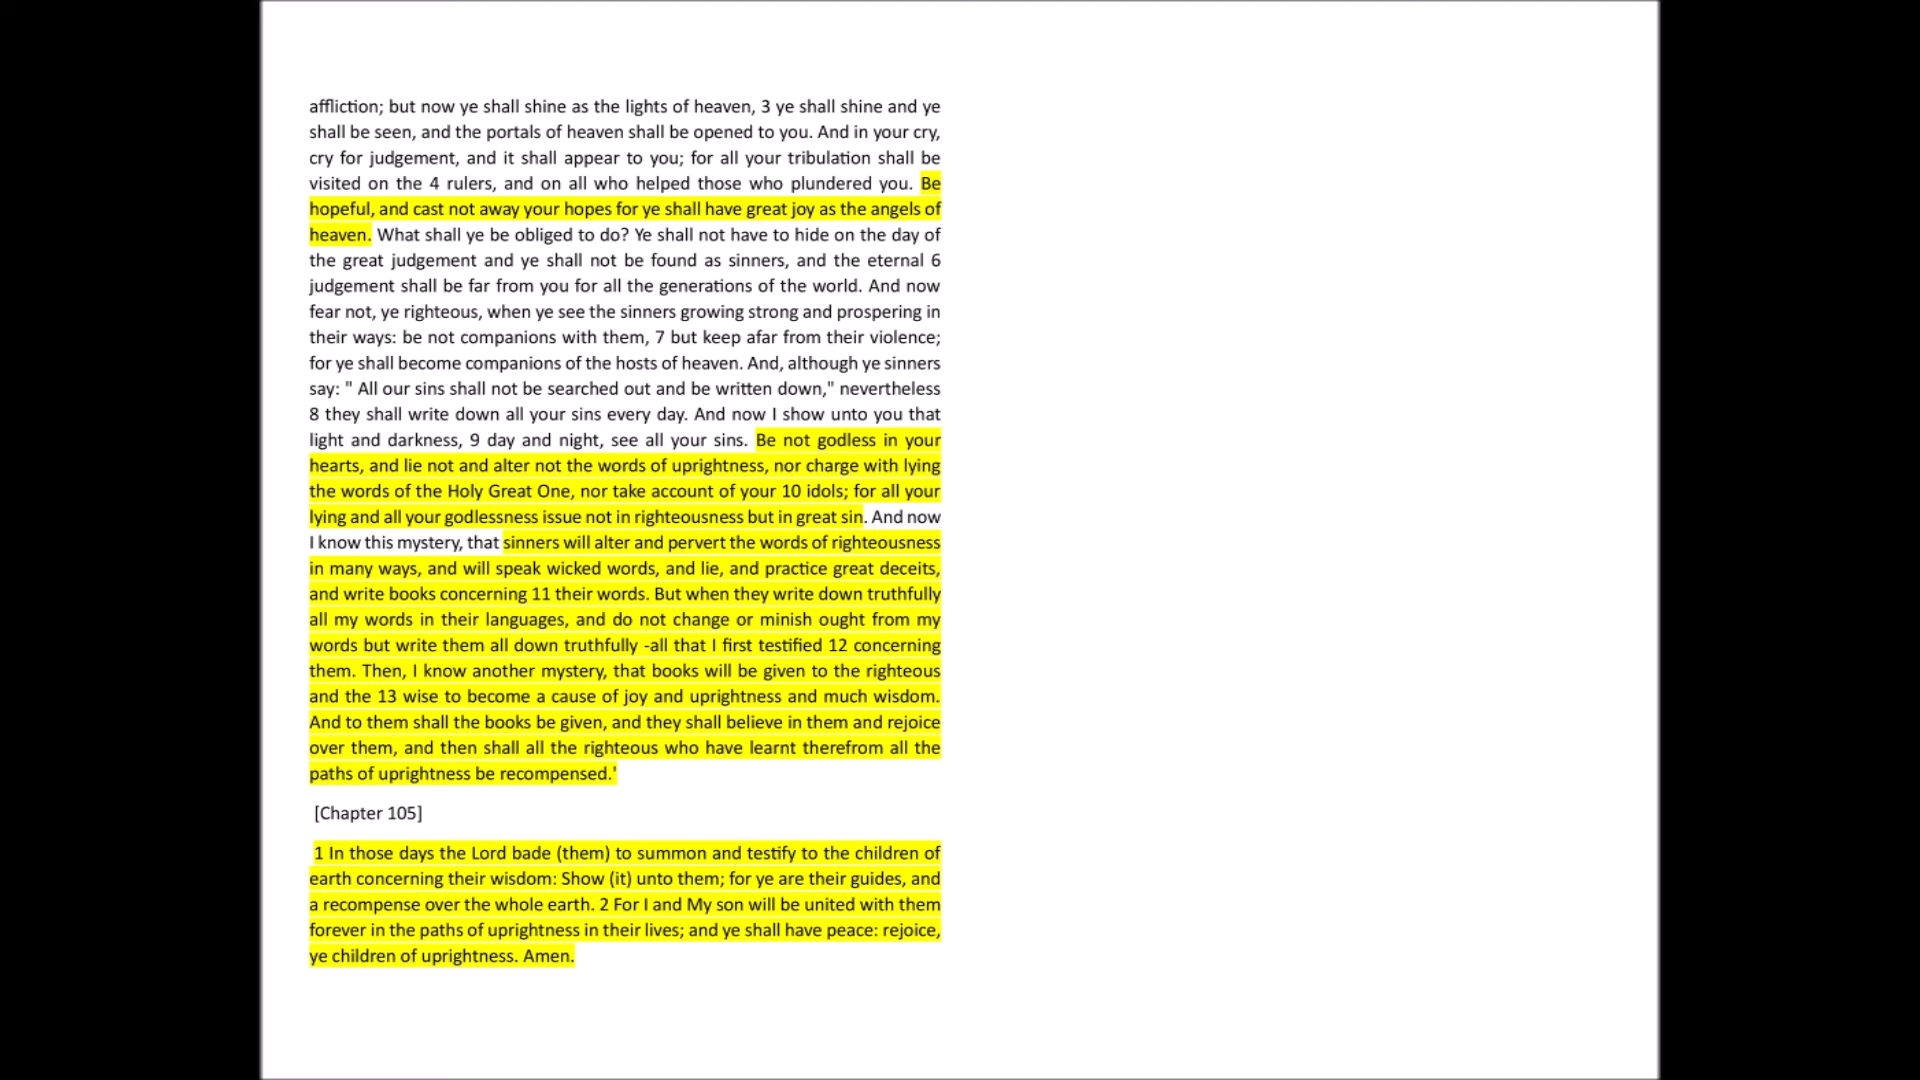 affliction; but now ye shall shine as the lights of heaven, 3 ye shall shine and ye
shall be seen, and the portals of heaven shall be opened to you. And in your cry,
cry for judgement, and it shall appear to you; for all your tribulation shall be
visited on the 4 rulers, and on all who helped those who plundered you. Be
hopeful, and cast not away your hopes for ye shall have great joy as the angels of
heaven. What shall ye be obliged to do? Ye shall not have to hide on the day of
the great judgement and ye shall not be found as sinners, and the eternal 6
judgement shall be far from you for all the generations of the world. And now
fear not, ye righteous, when ye see the sinners growing strong and prospering in
their ways: be not companions with them, 7 but keep afar from their violence;
for ye shall become companions of the hosts of heaven. And, although ye sinners
say: " All our sins shall not be searched out and be written down," nevertheless
8 they shall write down all your sins every day. And now I show unto you that
light and darkness, 9 day and night, see all your sins. Be not godless in your
hearts, and lie not and alter not the words of uprightness, nor charge with lying
the words of the Holy Great One, nor take account of your 10 idols; for all your
lying and all your godlessness issue not in righteousness but in great sin. And now
I know this mystery, that sinners will alter and pervert the words of righteousness
in many ways, and will speak wicked words, and lie, and practice great deceits,
and write books concerning 11 their words. But when they write down truthfully
all my words in their languages, and do not change or minish ought from my
words but write them all down truthfully -all that I first testified 12 concerning
them. Then, I know another mystery, that books will be given to the righteous
and the 13 wise to become a cause of joy and uprightness and much wisdom.
And to them shall the books be given, and they shall believe in them and rejoice
over them, and then shall all the righteous who have learnt therefrom all the
paths of uprightness be recompensed.'
[Chapter 105]
1 In those days the Lord bade (them) to summon and testify to the children of
earth concerning their wisdom: Show (it) unto them; for ye are their guides, and
a recompense over the whole earth. 2 For I and My son will be united with them
forever in the paths of uprightness in their lives; and ye shall have peace: rejoice,
ye children of uprightness. Amen.